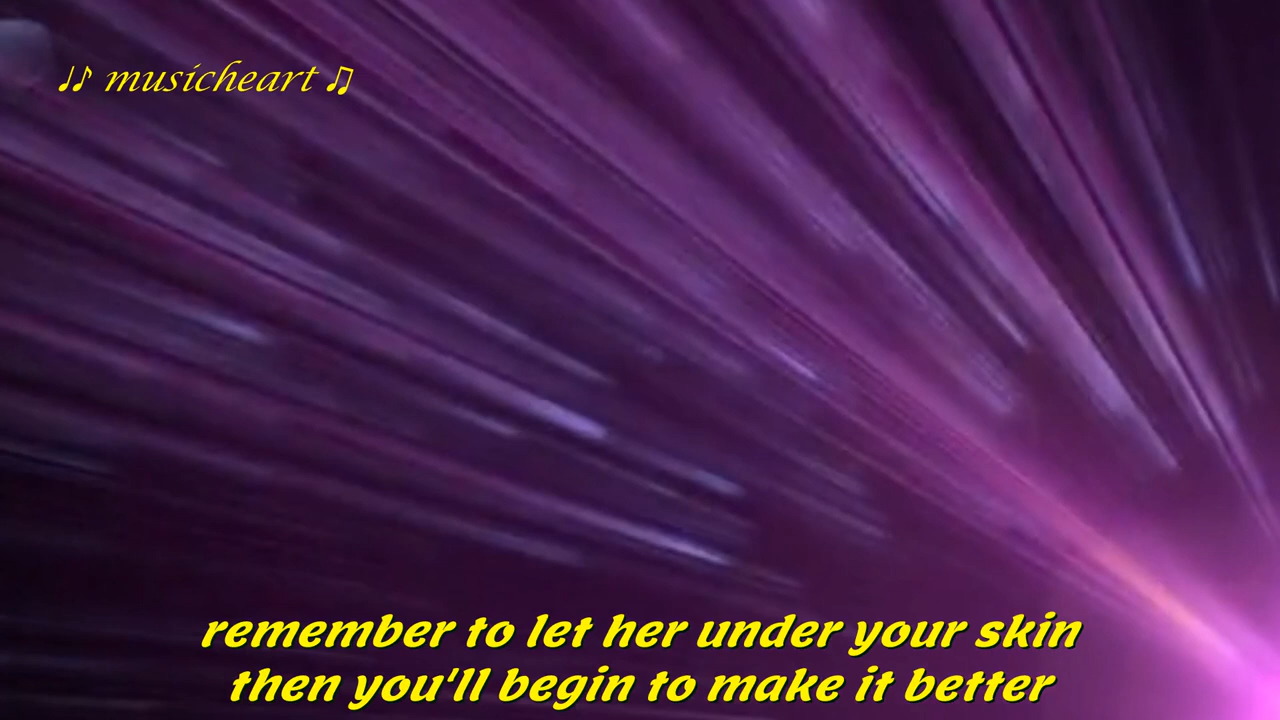 ♩♪ musicheart ♫
remember to let her under your skin
then you'll begin to make it better